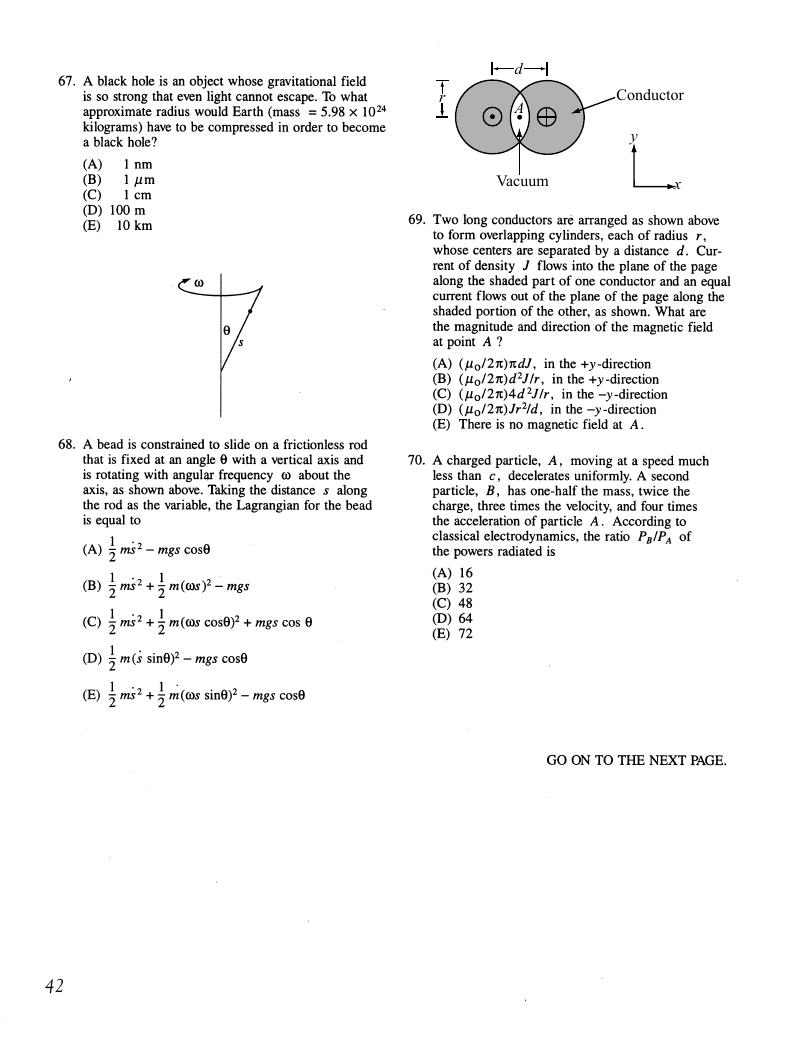 67. A black hole is an object whose gravitational field
is so strong that even light cannot escape. To what
approximate radius would Earth (mass = 5.98 × 10²⁴
kilograms) have to be compressed in order to become
a black hole?
(A) 1 nm
(B) 1 μm
(C) 1 cm
(D) 100 m
(E) 10 km
ω
θ
s
68. A bead is constrained to slide on a frictionless rod
that is fixed at an angle θ with a vertical axis and
is rotating with angular frequency ω about the
axis, as shown above. Taking the distance s along
the rod as the variable, the Lagrangian for the bead
is equal to
(A) 1/2 mṡ² − mgs cosθ
(B) 1/2 mṡ² + 1/2 m(ωs)² − mgs
(C) 1/2 mṡ² + 1/2 m(ωs cosθ)² + mgs cos θ
(D) 1/2 m(ṡ sinθ)² − mgs cosθ
(E) 1/2 mṡ² + 1/2 m(ωs sinθ)² − mgs cosθ
d
r
A
Conductor
Vacuum
y
x
69. Two long conductors are arranged as shown above
to form overlapping cylinders, each of radius r,
whose centers are separated by a distance d. Cur-
rent of density J flows into the plane of the page
along the shaded part of one conductor and an equal
current flows out of the plane of the page along the
shaded portion of the other, as shown. What are
the magnitude and direction of the magnetic field
at point A ?
(A) (μ₀/2π)πdJ, in the +y-direction
(B) (μ₀/2π)d²J/r, in the +y-direction
(C) (μ₀/2π)4d²J/r, in the −y-direction
(D) (μ₀/2π)Jr²/d, in the −y-direction
(E) There is no magnetic field at A.
70. A charged particle, A, moving at a speed much
less than c, decelerates uniformly. A second
particle, B, has one-half the mass, twice the
charge, three times the velocity, and four times
the acceleration of particle A. According to
classical electrodynamics, the ratio P_B/P_A of
the powers radiated is
(A) 16
(B) 32
(C) 48
(D) 64
(E) 72
GO ON TO THE NEXT PAGE.
42